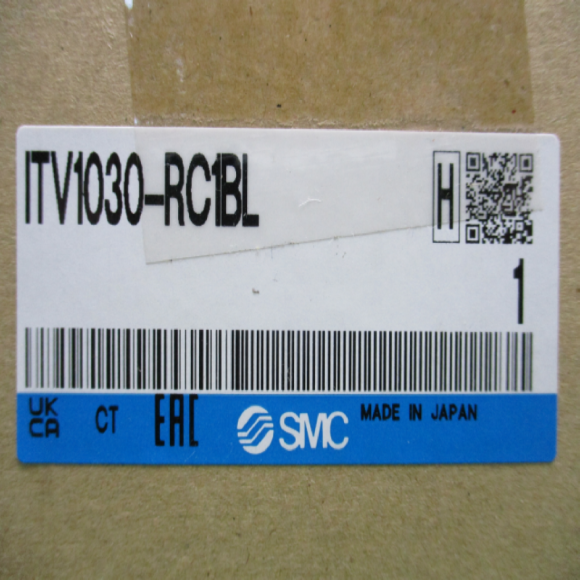 ITV1030-RC1BL
H
1
UK
CA
CT
EAC
SMC
MADE IN JAPAN